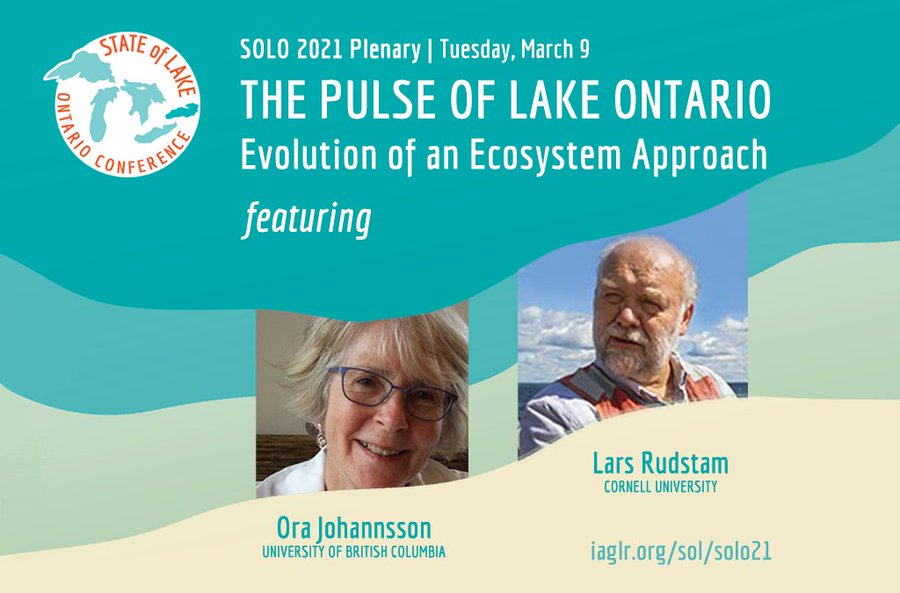 STATE of LAKE
ONTARIO CONFERENCE
SOLO 2021 Plenary | Tuesday, March 9
THE PULSE OF LAKE ONTARIO
Evolution of an Ecosystem Approach
featuring
Lars Rudstam
CORNELL UNIVERSITY
Ora Johannsson
UNIVERSITY OF BRITISH COLUMBIA
iaglr.org/sol/solo21